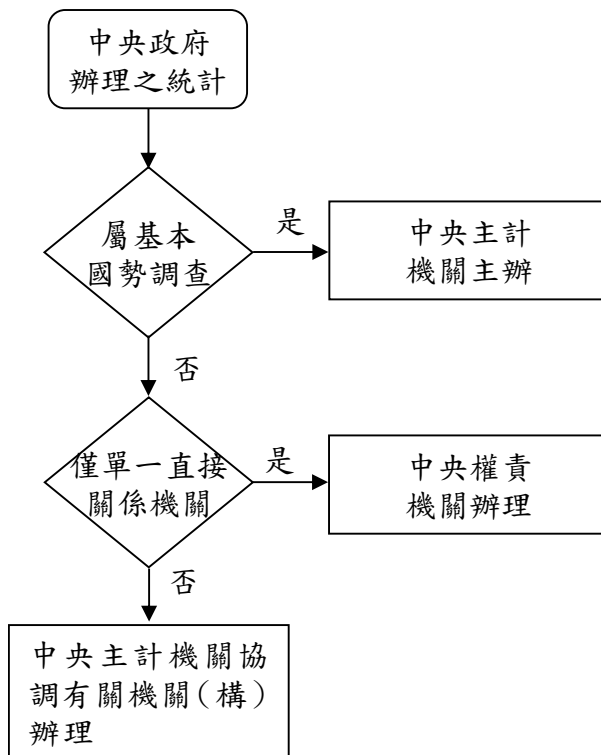 中央政府
辦理之統計
屬基本
國勢調查
是
中央主計
機關主辦
否
僅單一直接
關係機關
是
中央權責
機關辦理
否
中央主計機關協
調有關機關(構)
辦理